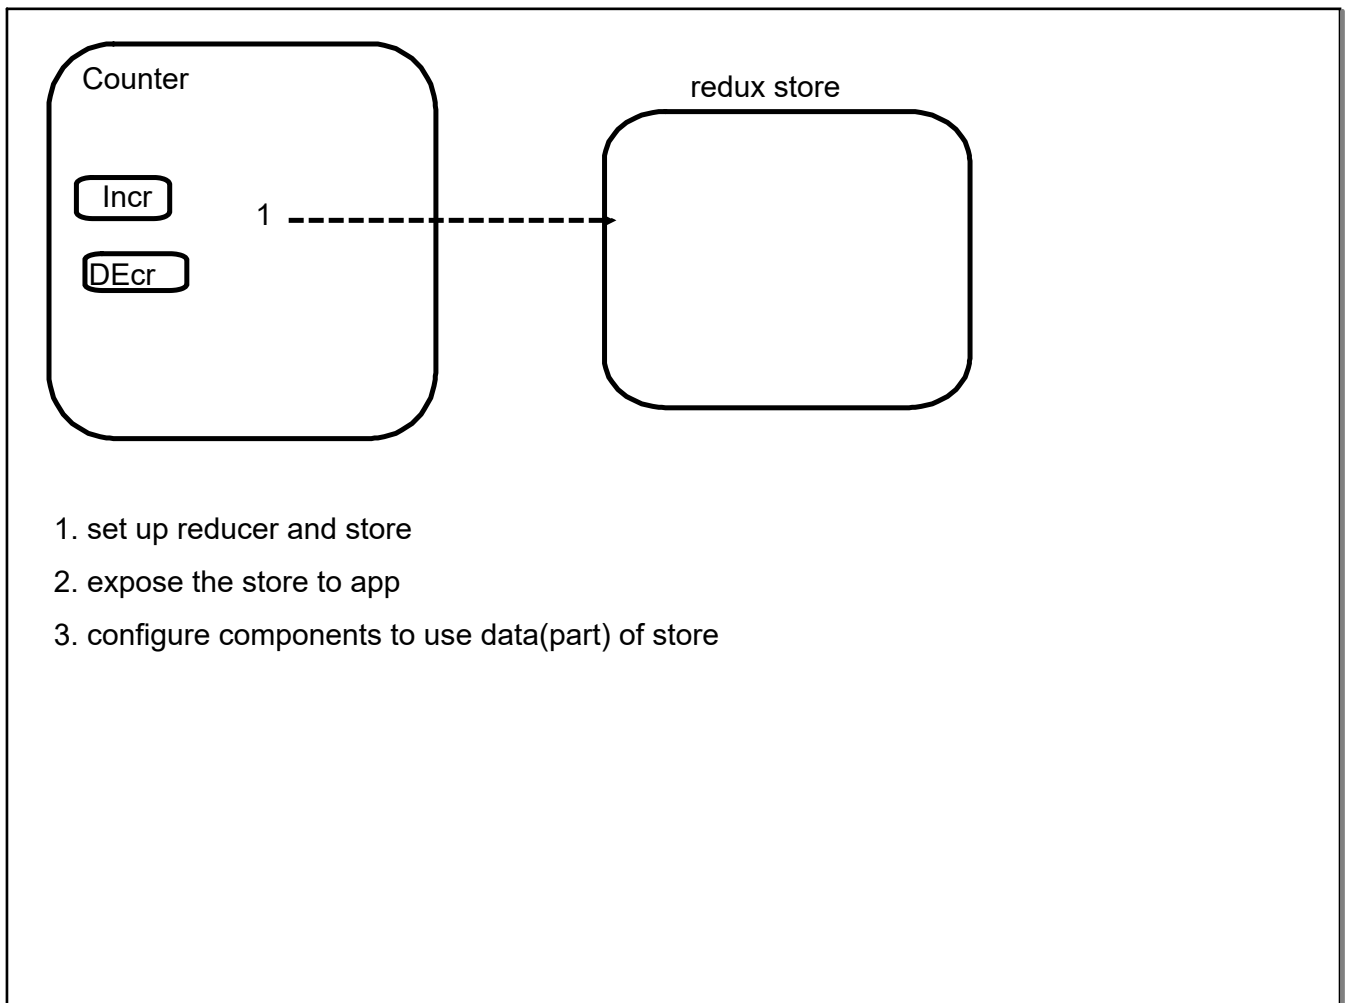 Counter
redux store
Incr
1
DEcr
1. set up reducer and store
2. expose the store to app
3. configure components to use data(part) of store